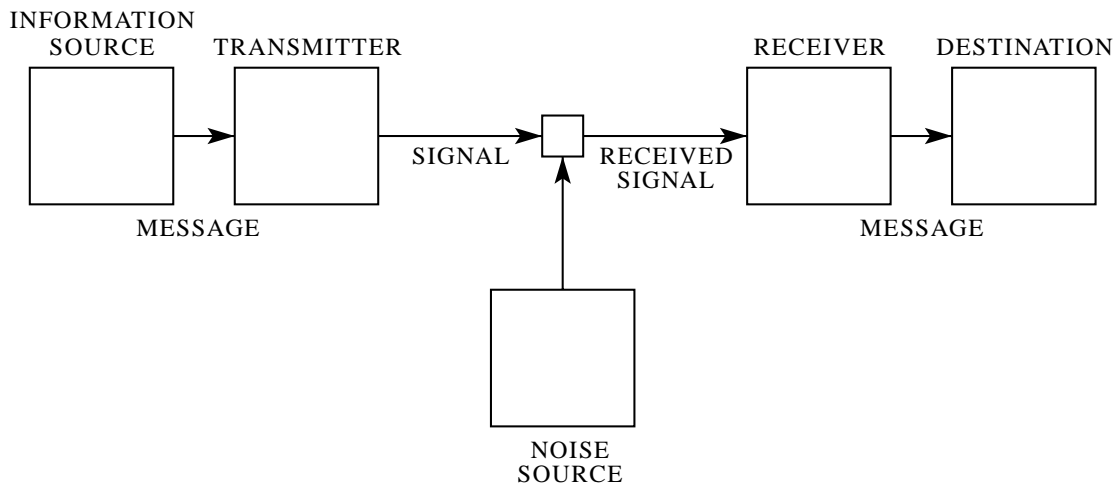 INFORMATION
SOURCE
TRANSMITTER
RECEIVER
DESTINATION
SIGNAL
RECEIVED
SIGNAL
MESSAGE
MESSAGE
NOISE
SOURCE